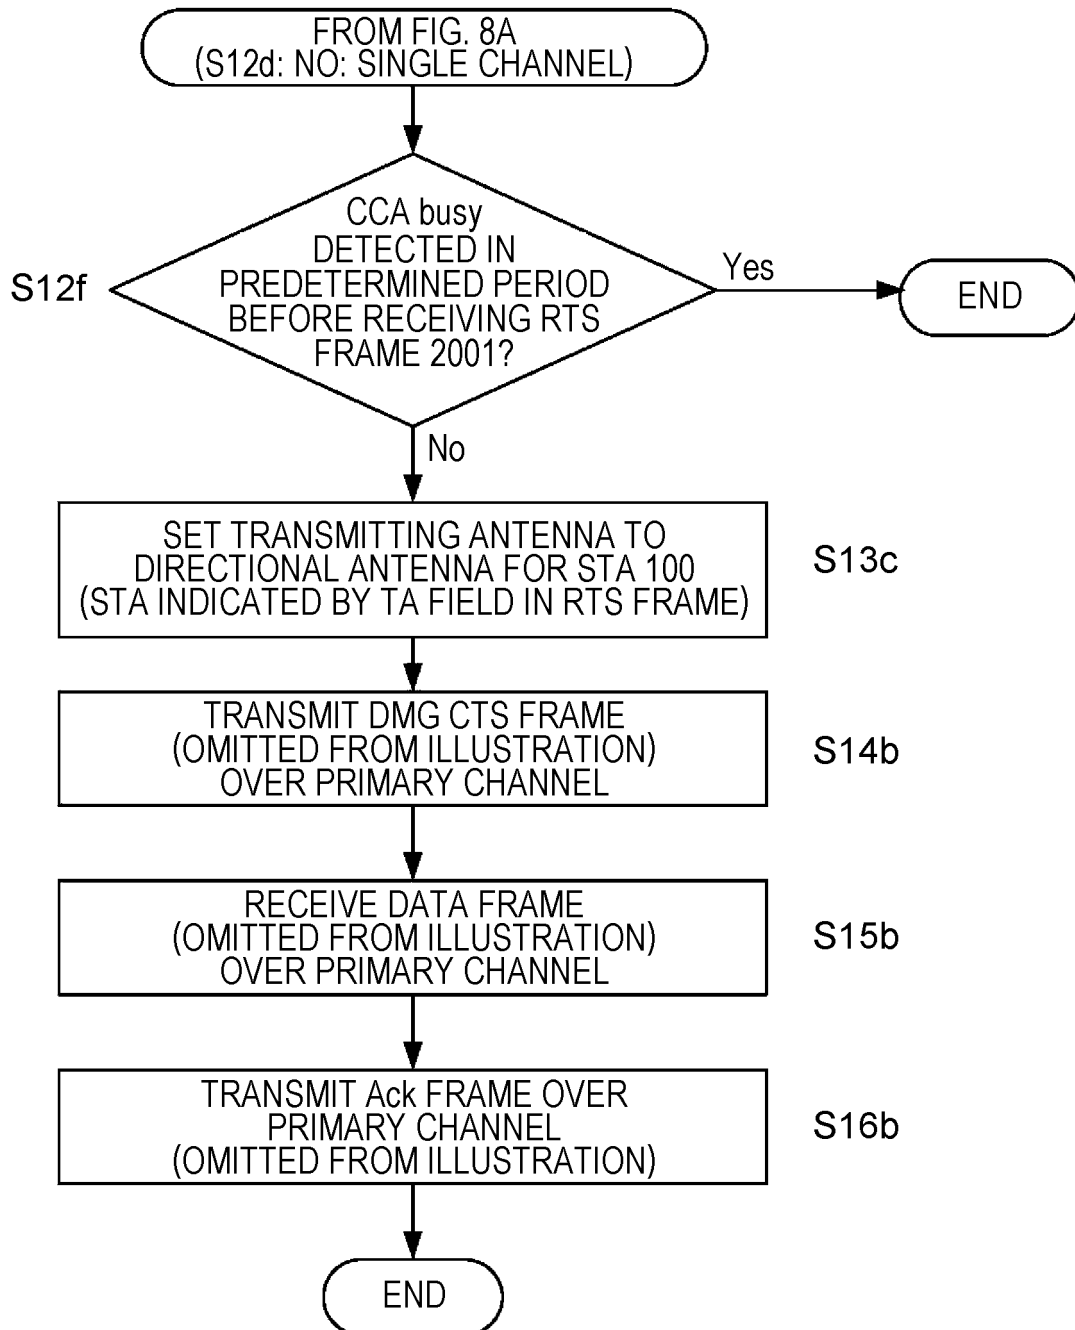 FROM FIG. 8A
(S12d: NO: SINGLE CHANNEL)
CCA busy
DETECTED IN
PREDETERMINED PERIOD
BEFORE RECEIVING RTS
FRAME 2001?
S12f
Yes
END
No
SET TRANSMITTING ANTENNA TO
DIRECTIONAL ANTENNA FOR STA 100
(STA INDICATED BY TA FIELD IN RTS FRAME)
S13c
TRANSMIT DMG CTS FRAME
(OMITTED FROM ILLUSTRATION)
OVER PRIMARY CHANNEL
S14b
RECEIVE DATA FRAME
(OMITTED FROM ILLUSTRATION)
OVER PRIMARY CHANNEL
S15b
TRANSMIT Ack FRAME OVER
PRIMARY CHANNEL
(OMITTED FROM ILLUSTRATION)
S16b
END